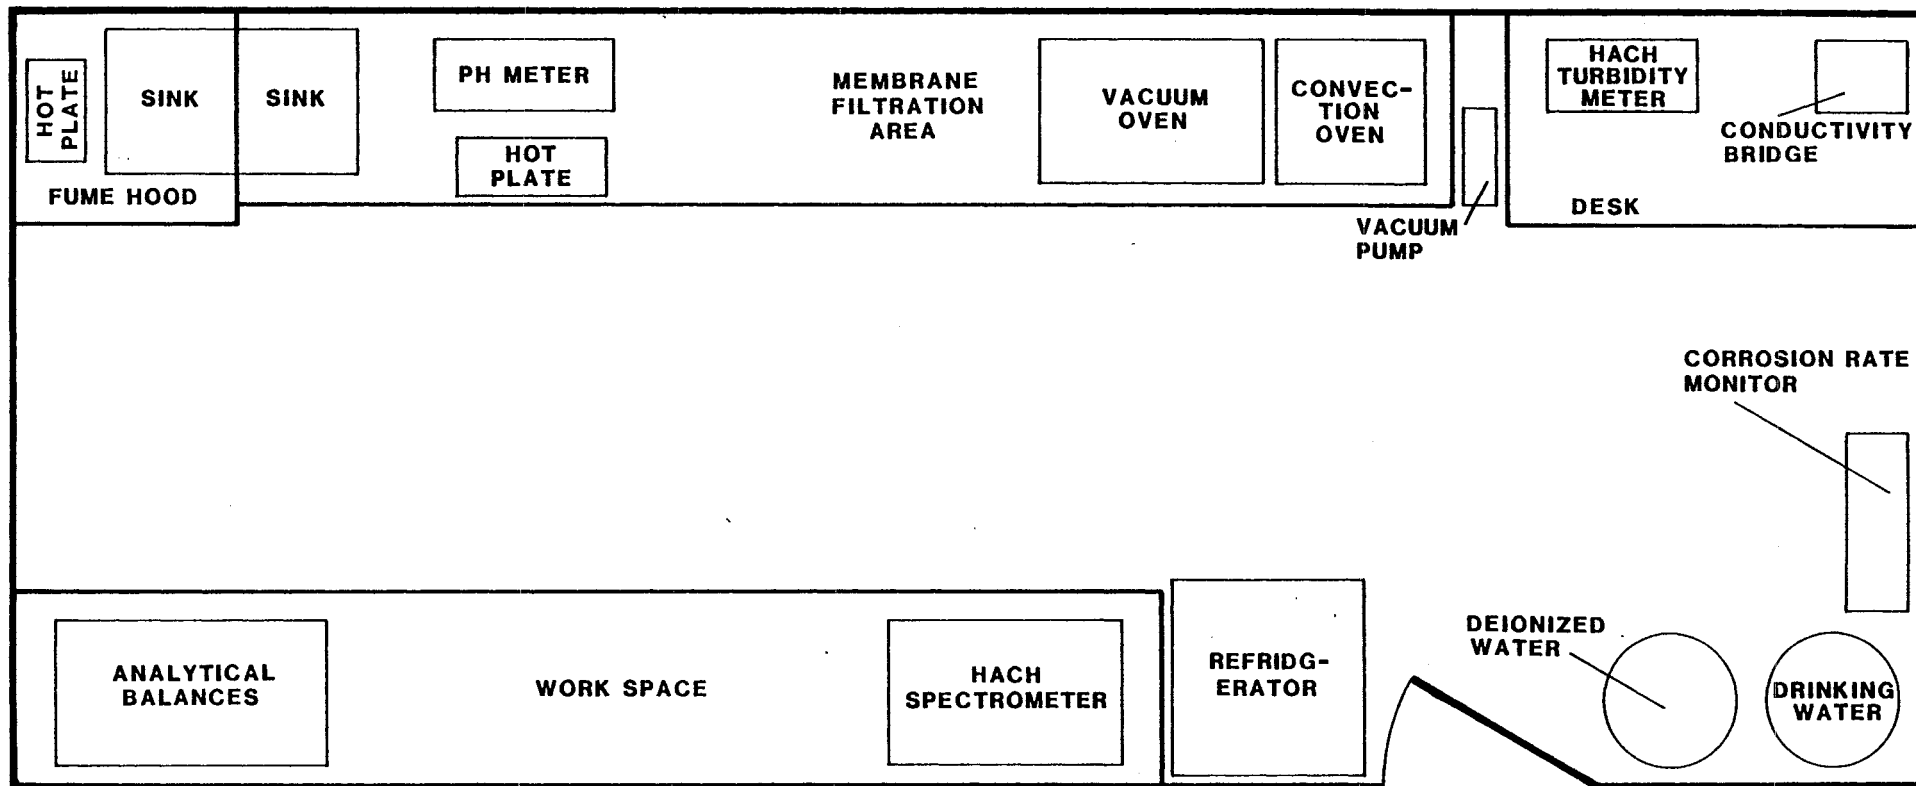 HOT
PLATE
SINK
SINK
FUME HOOD
PH METER
HOT
PLATE
MEMBRANE
FILTRATION
AREA
VACUUM
OVEN
CONVEC-
TION
OVEN
VACUUM
PUMP
HACH
TURBIDITY
METER
CONDUCTIVITY
BRIDGE
DESK
CORROSION RATE
MONITOR
ANALYTICAL
BALANCES
WORK SPACE
HACH
SPECTROMETER
REFRIDG-
ERATOR
DEIONIZED
WATER
DRINKING
WATER